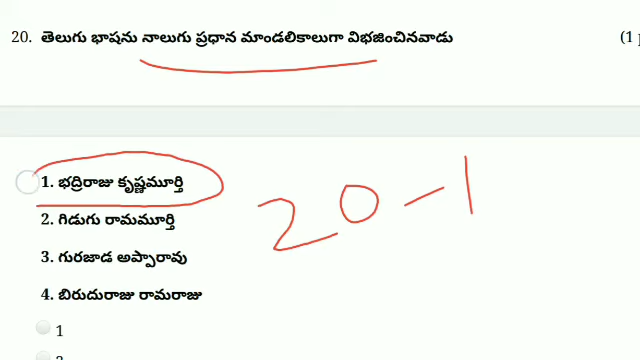 20. తెలుగు భాషను నాలుగు ప్రధాన మాండలికాలుగా విభజించినవాడు (1
1. భద్రిరాజు కృష్ణమూర్తి
2. గిడుగు రామమూర్తి
20-1
3. గురజాడ అప్పారావు
4. బిరుదురాజు రామరాజు
1